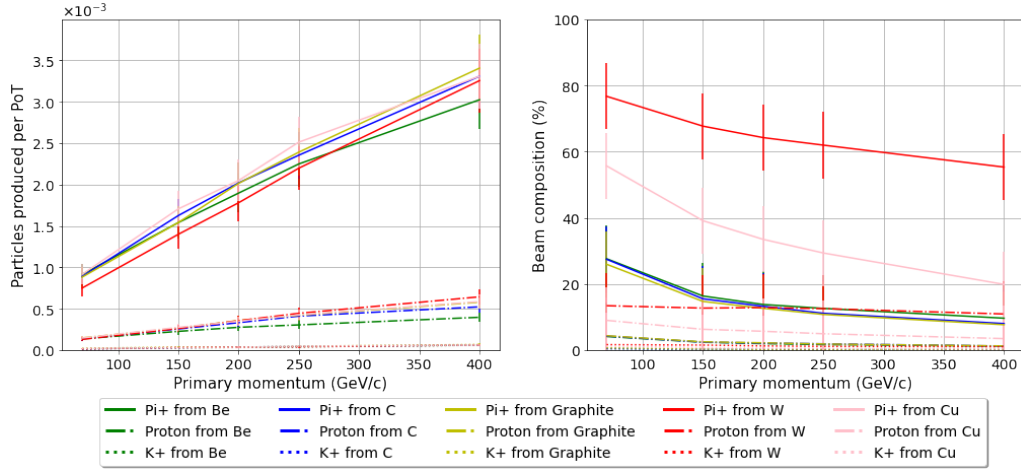 ×10−3
Particles produced per PoT
3.5
3.0
2.5
2.0
1.5
1.0
0.5
0.0
100 150 200 250 300 350 400
Primary momentum (GeV/c)
Beam composition (%)
100
80
60
40
20
0
100 150 200 250 300 350 400
Primary momentum (GeV/c)
Pi+ from Be Pi+ from C Pi+ from Graphite Pi+ from W Pi+ from Cu
Proton from Be Proton from C Proton from Graphite Proton from W Proton from Cu
K+ from Be K+ from C K+ from Graphite K+ from W K+ from Cu